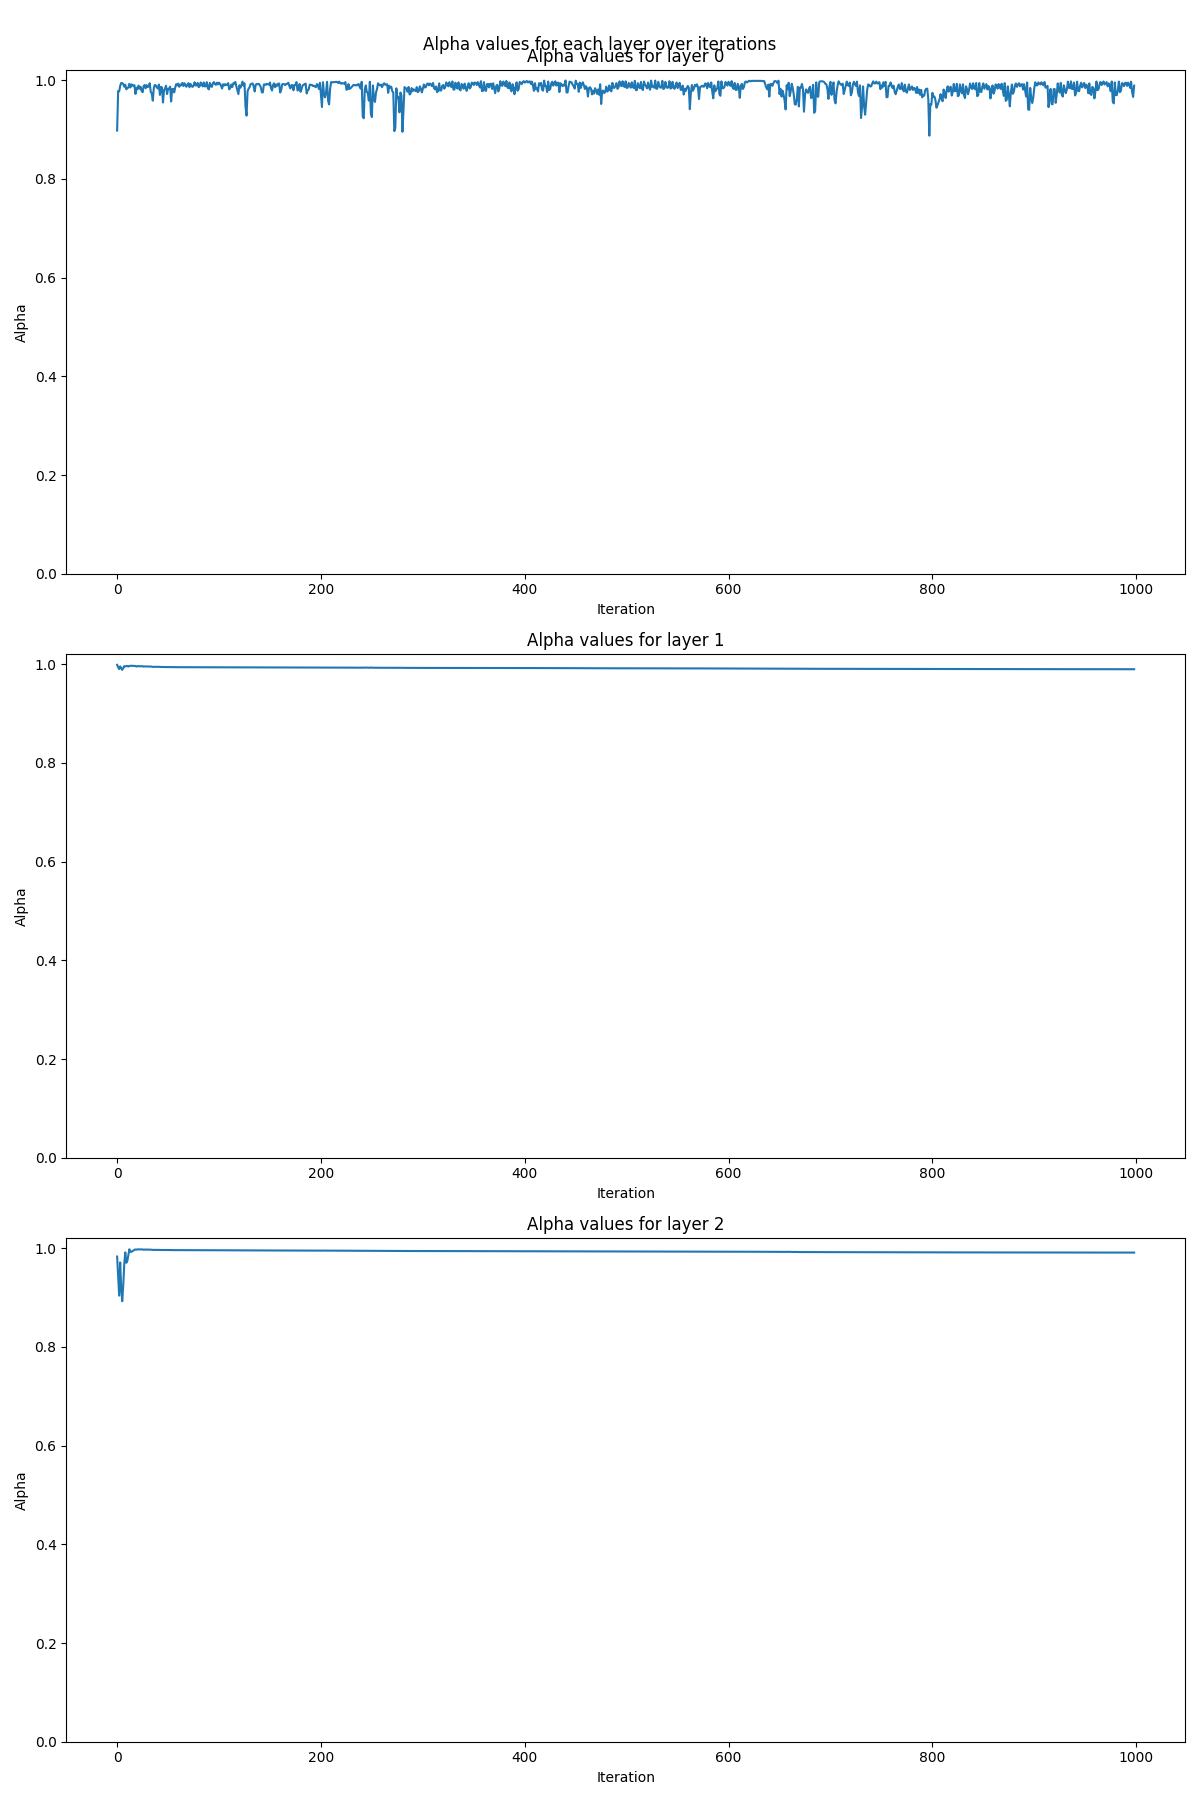 Alpha values for each layer over iterations
Alpha values for layer 0
1.0
0.8
0.6
0.4
0.2
0.0
Alpha
0 200 400 600 800 1000
Iteration
Alpha values for layer 1
1.0
0.8
0.6
0.4
0.2
0.0
Alpha
0 200 400 600 800 1000
Iteration
Alpha values for layer 2
1.0
0.8
0.6
0.4
0.2
0.0
Alpha
0 200 400 600 800 1000
Iteration